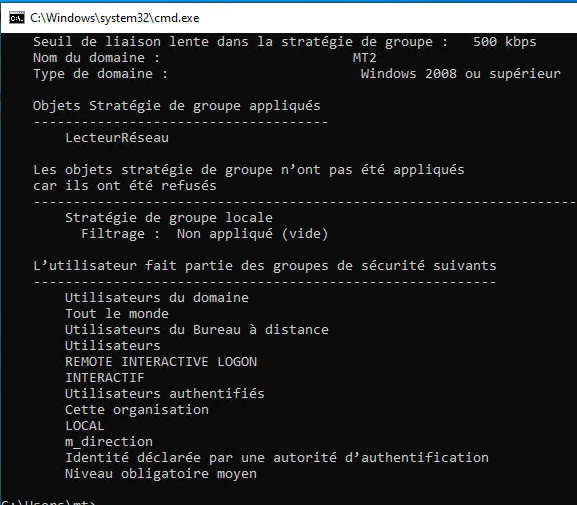 C:\Windows\system32\cmd.exe
Seuil de liaison lente dans la stratégie de groupe : 500 kbps
Nom du domaine : MT2
Type de domaine : Windows 2008 ou supérieur
Objets Stratégie de groupe appliqués
-------------------------------------
LecteurRéseau
Les objets stratégie de groupe n’ont pas été appliqués
car ils ont été refusés
--------------------------------------------------------------------
Stratégie de groupe locale
Filtrage : Non appliqué (vide)
L’utilisateur fait partie des groupes de sécurité suivants
----------------------------------------------------------
Utilisateurs du domaine
Tout le monde
Utilisateurs du Bureau à distance
Utilisateurs
REMOTE INTERACTIVE LOGON
INTERACTIF
Utilisateurs authentifiés
Cette organisation
LOCAL
m_direction
Identité déclarée par une autorité d’authentification
Niveau obligatoire moyen
C:\Users\mt>